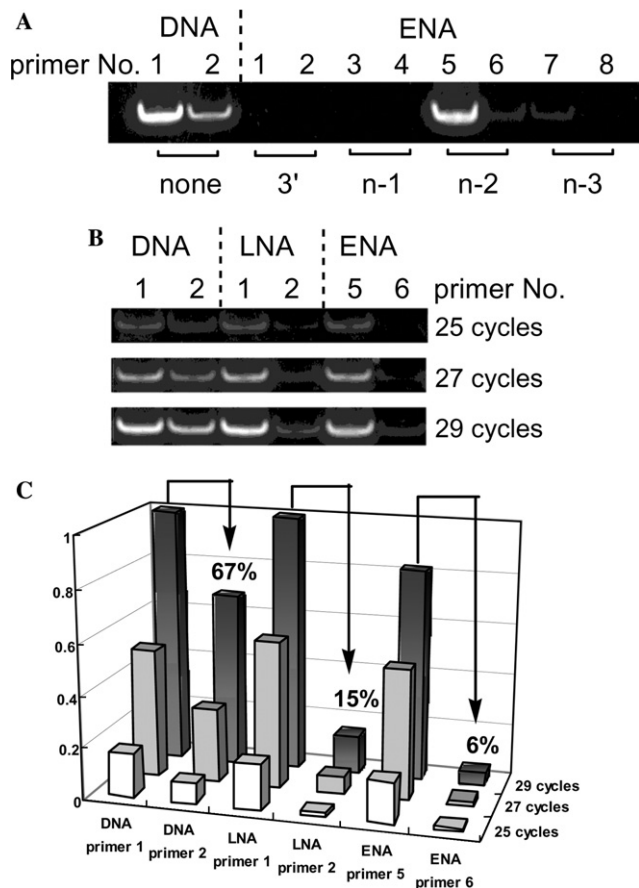 A
DNA ENA
primer No. 1 2 1 2 3 4 5 6 7 8
none 3' n-1 n-2 n-3
B
DNA LNA ENA
1 2 1 2 5 6 primer No.
25 cycles
27 cycles
29 cycles
C
1
0.8
0.6
0.4
0.2
0
67%
15%
6%
29 cycles
27 cycles
25 cycles
DNA primer 1
DNA primer 2
LNA primer 1
LNA primer 2
ENA primer 5
ENA primer 6